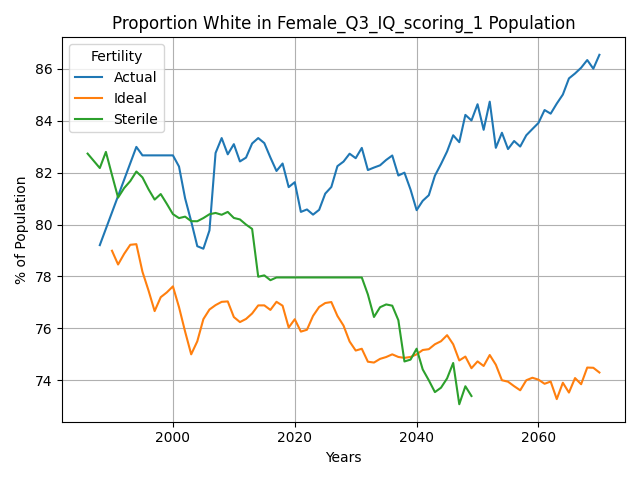 Proportion White in Female_Q3_IQ_scoring_1 Population
Fertility
Actual
Ideal
Sterile
% of Population
86
84
82
80
78
76
74
2000
2020
2040
2060
Years